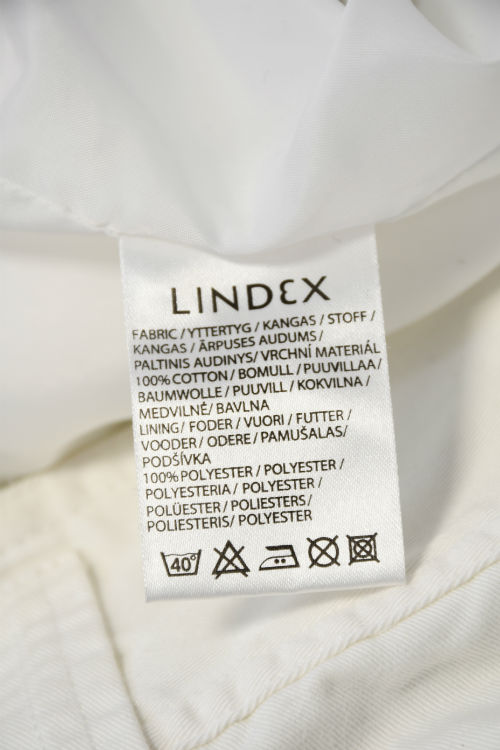 LINDEX
FABRIC / YTTERTYG / KANGAS / STOFF /
KANGAS / ĀRPUSES AUDUMS /
PALTINIS AUDINYS/ VRCHNÍ MATERIÁL
100% COTTON / BOMULL / PUUVILLAA/
BAUMWOLLE / PUUVILL / KOKVILNA /
MEDVILNĖ/ BAVLNA
LINING/ FODER / VUORI / FUTTER /
VOODER / ODERE / PAMUŠALAS/
PODŠÍVKA
100% POLYESTER / POLYESTER /
POLYESTERIA / POLYESTER /
POLÜESTER / POLIESTERS/
POLIESTERIS/ POLYESTER
40°